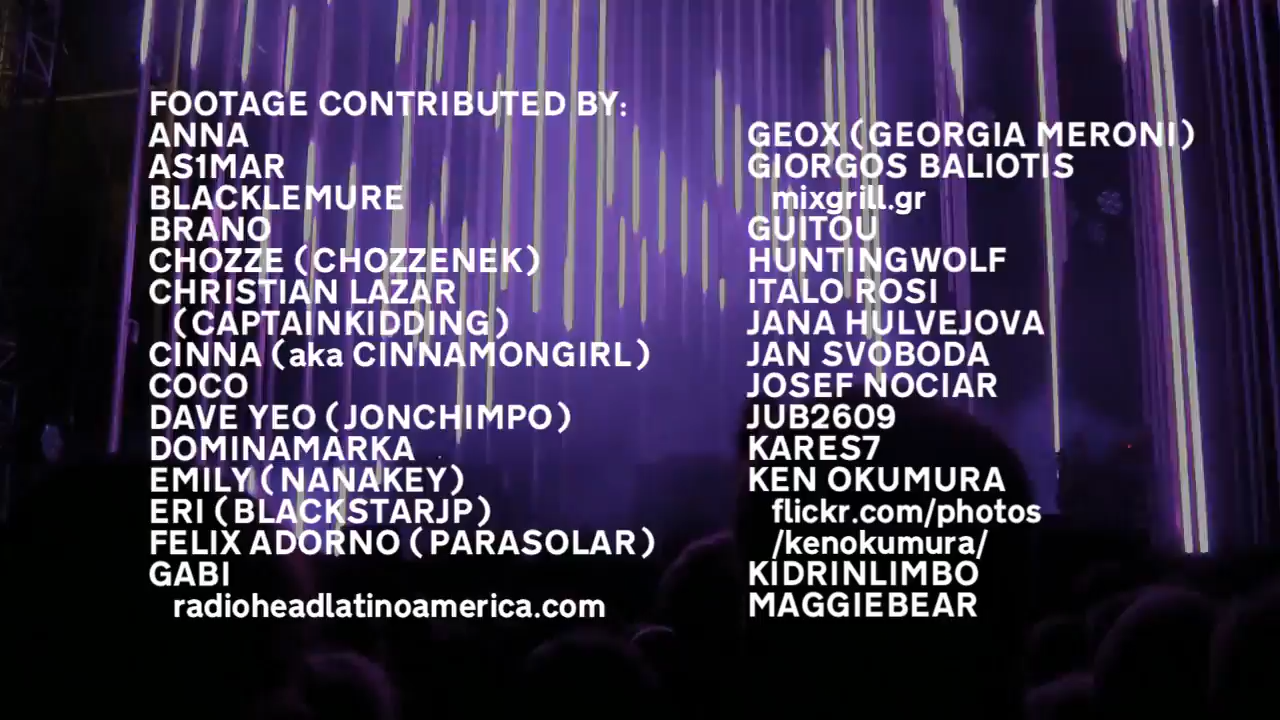 FOOTAGE CONTRIBUTED BY:
ANNA
AS1MAR
BLACKLEMURE
BRANO
CHOZZE (CHOZZENEK)
CHRISTIAN LAZAR
(CAPTAINKIDDING)
CINNA (aka CINNAMONGIRL)
COCO
DAVE YEO (JONCHIMPO)
DOMINAMARKA
EMILY (NANAKEY)
ERI (BLACKSTARJP)
FELIX ADORNO (PARASOLAR)
GABI
radioheadlatinoamerica.com
GEOX (GEORGIA MERONI)
GIORGOS BALIOTIS
mixgrill.gr
GUITOU
HUNTINGWOLF
ITALO ROSI
JANA HULVEJOVA
JAN SVOBODA
JOSEF NOCIAR
JUB2609
KARES7
KEN OKUMURA
flickr.com/photos
/kenokumura/
KIDRINLIMBO
MAGGIEBEAR